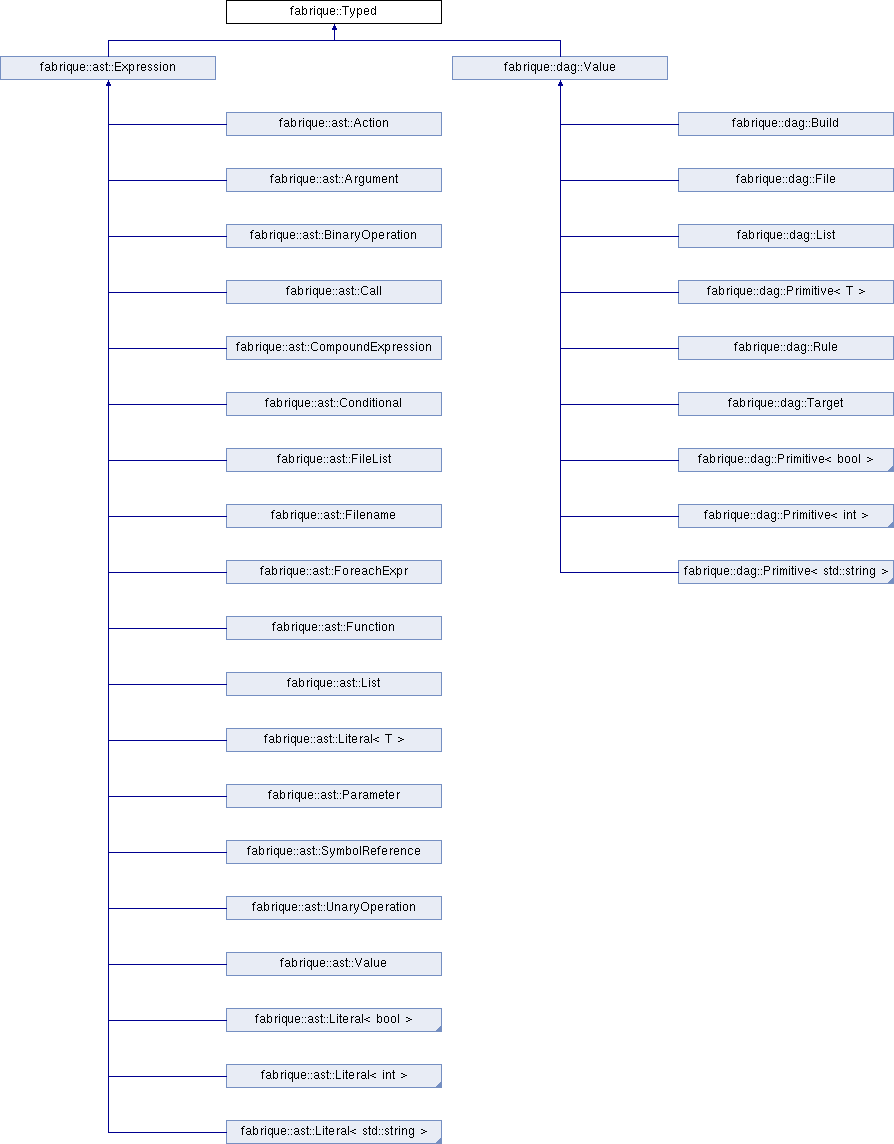 fabrique::Typed
fabrique::ast::Expression
fabrique::dag::Value
fabrique::ast::Action
fabrique::dag::Build
fabrique::ast::Argument
fabrique::dag::File
fabrique::ast::BinaryOperation
fabrique::dag::List
fabrique::ast::Call
fabrique::dag::Primitive< T >
fabrique::ast::CompoundExpression
fabrique::dag::Rule
fabrique::ast::Conditional
fabrique::dag::Target
fabrique::ast::FileList
fabrique::dag::Primitive< bool >
fabrique::ast::Filename
fabrique::dag::Primitive< int >
fabrique::ast::ForeachExpr
fabrique::dag::Primitive< std::string >
fabrique::ast::Function
fabrique::ast::List
fabrique::ast::Literal< T >
fabrique::ast::Parameter
fabrique::ast::SymbolReference
fabrique::ast::UnaryOperation
fabrique::ast::Value
fabrique::ast::Literal< bool >
fabrique::ast::Literal< int >
fabrique::ast::Literal< std::string >